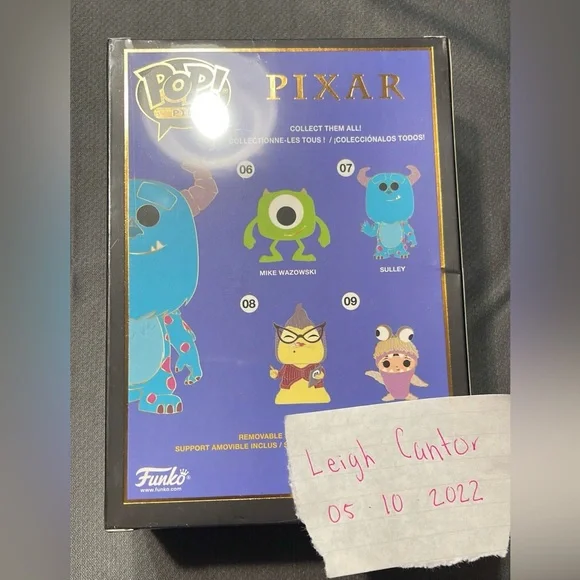 POP!
PIXAR
COLLECT THEM ALL!
COLLECTIONNE-LES TOUS ! / ¡COLECCIÓNALOS TODOS!
06
07
MIKE WAZOWSKI
SULLEY
08
09
REMOVABLE
SUPPORT AMOVIBLE INCLUS /
Funko®
www.funko.com
Leigh Cantor
05 · 10 2022